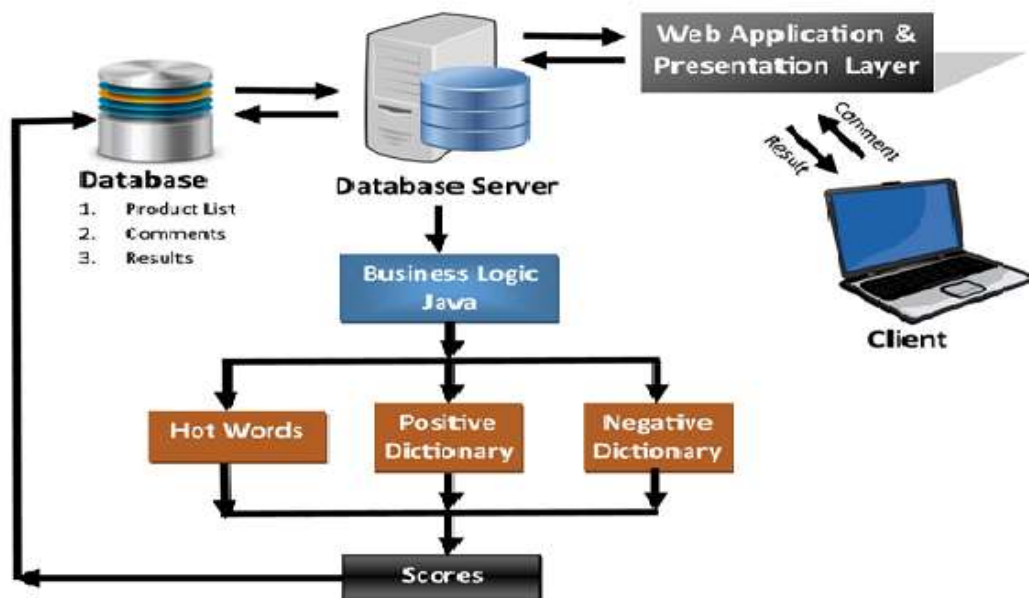 Web Application &
Presentation Layer
Comment
Result
Database
1. Product List
2. Comments
3. Results
Database Server
Client
Business Logic
Java
Hot Words
Positive
Dictionary
Negative
Dictionary
Scores